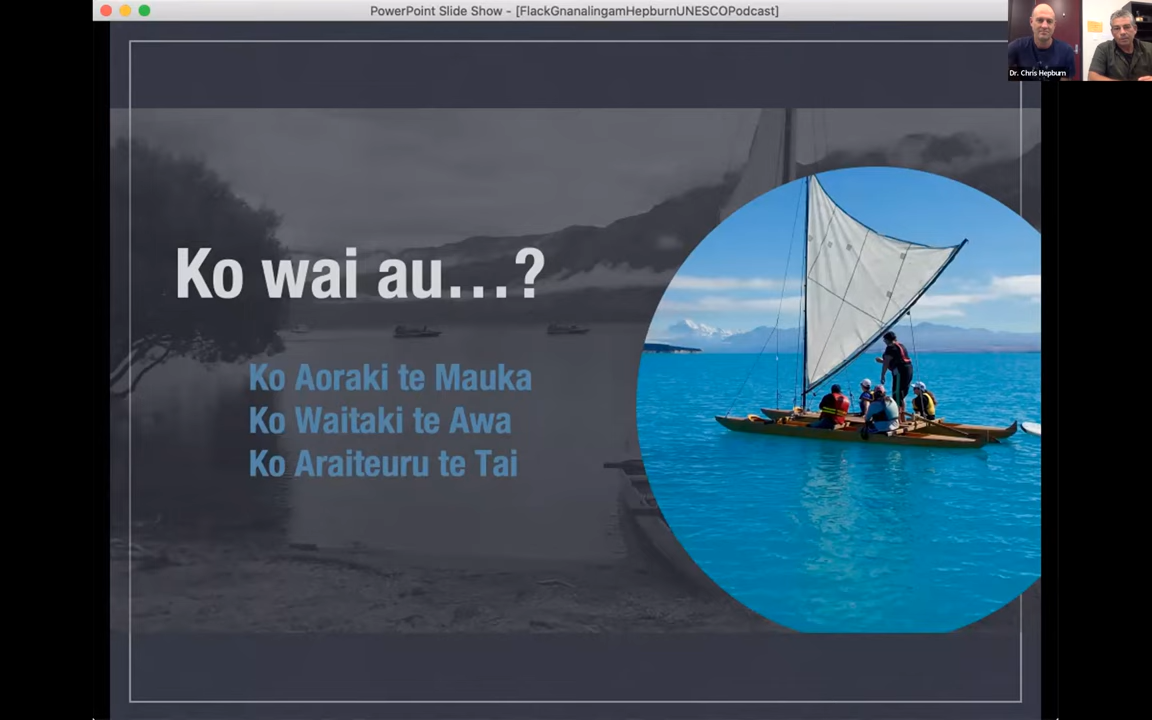 PowerPoint Slide Show - [FlackGnanalingamHepburnUNESCOPodcast]
Dr. Chris Hepburn
Ko wai au...?
Ko Aoraki te Mauka
Ko Waitaki te Awa
Ko Araiteuru te Tai